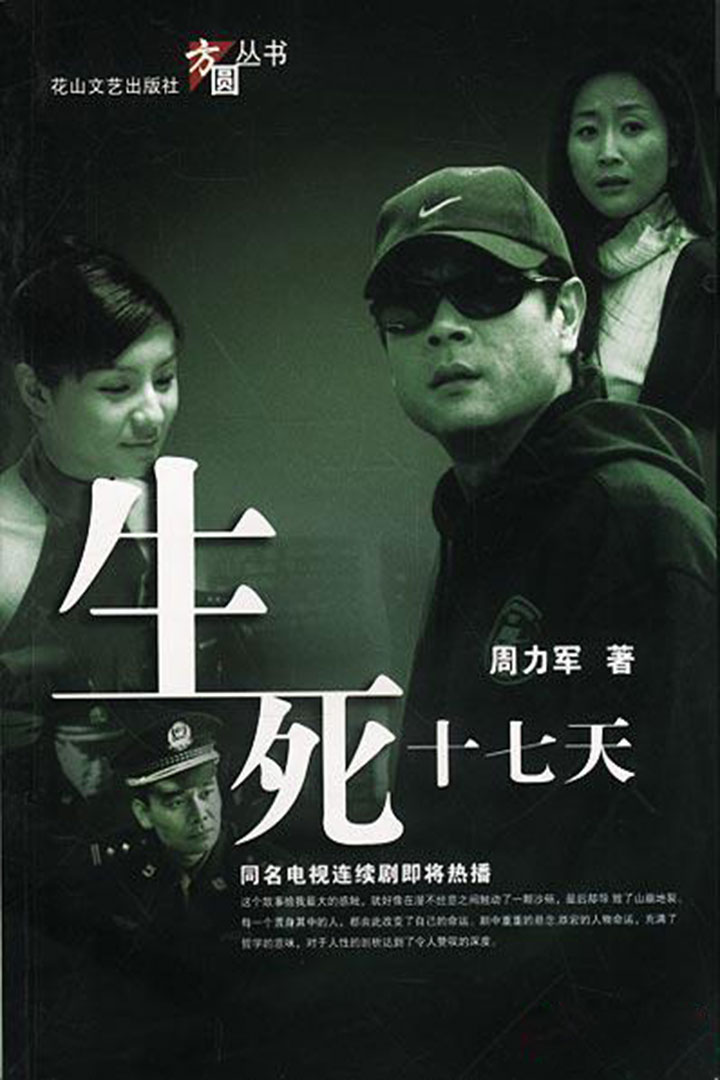 花山文艺出版社 方圆丛书
生死十七天
周力军 著
同名电视连续剧即将热播
这个故事给我最大的感触，就好像在漫不经意之间触动了一颗沙砾，最后却导致了山崩地裂。
每一个置身其中的人，都由此改变了自己的命运。剧中重重的悬念,跌宕的人物命运，充满了
哲学的意味，对于人性的剖析达到了令人赞叹的深度。